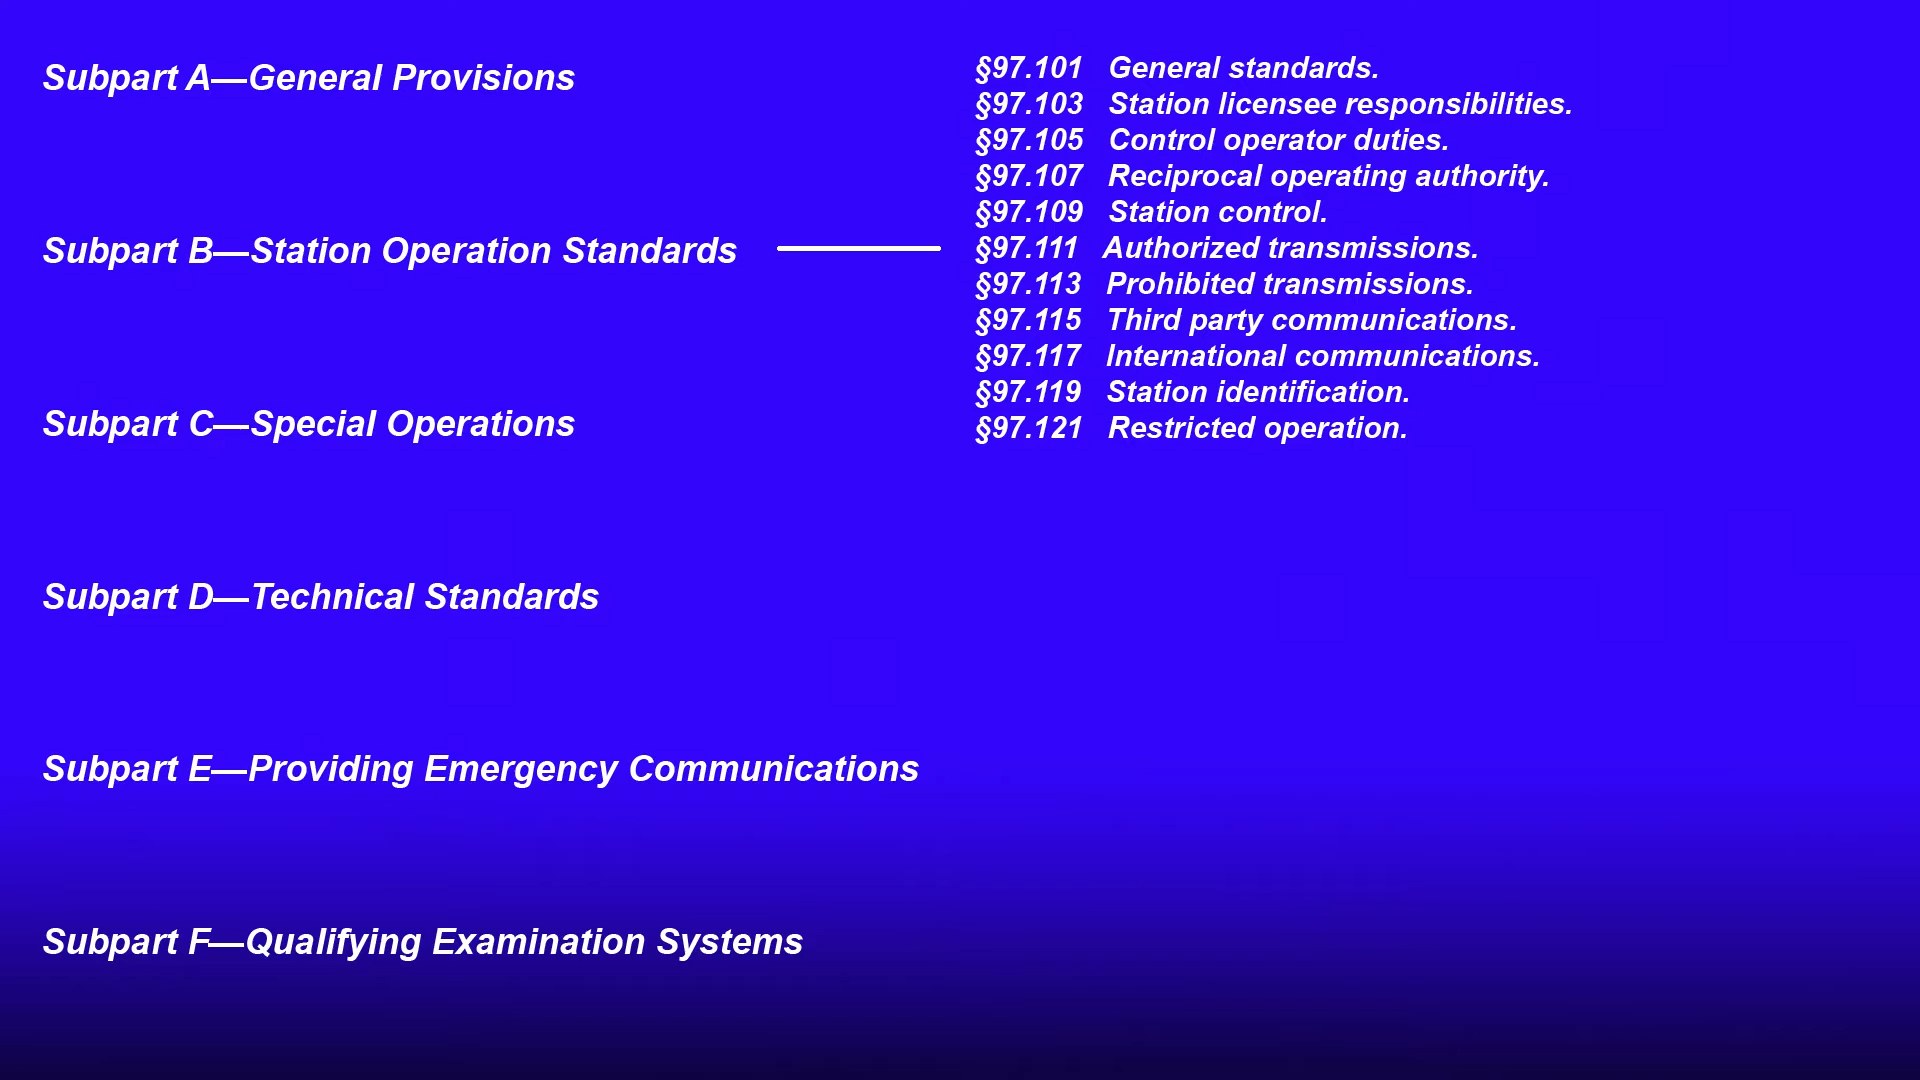 Subpart A—General Provisions
Subpart B—Station Operation Standards
§97.101 General standards.
§97.103 Station licensee responsibilities.
§97.105 Control operator duties.
§97.107 Reciprocal operating authority.
§97.109 Station control.
§97.111 Authorized transmissions.
§97.113 Prohibited transmissions.
§97.115 Third party communications.
§97.117 International communications.
§97.119 Station identification.
§97.121 Restricted operation.
Subpart C—Special Operations
Subpart D—Technical Standards
Subpart E—Providing Emergency Communications
Subpart F—Qualifying Examination Systems